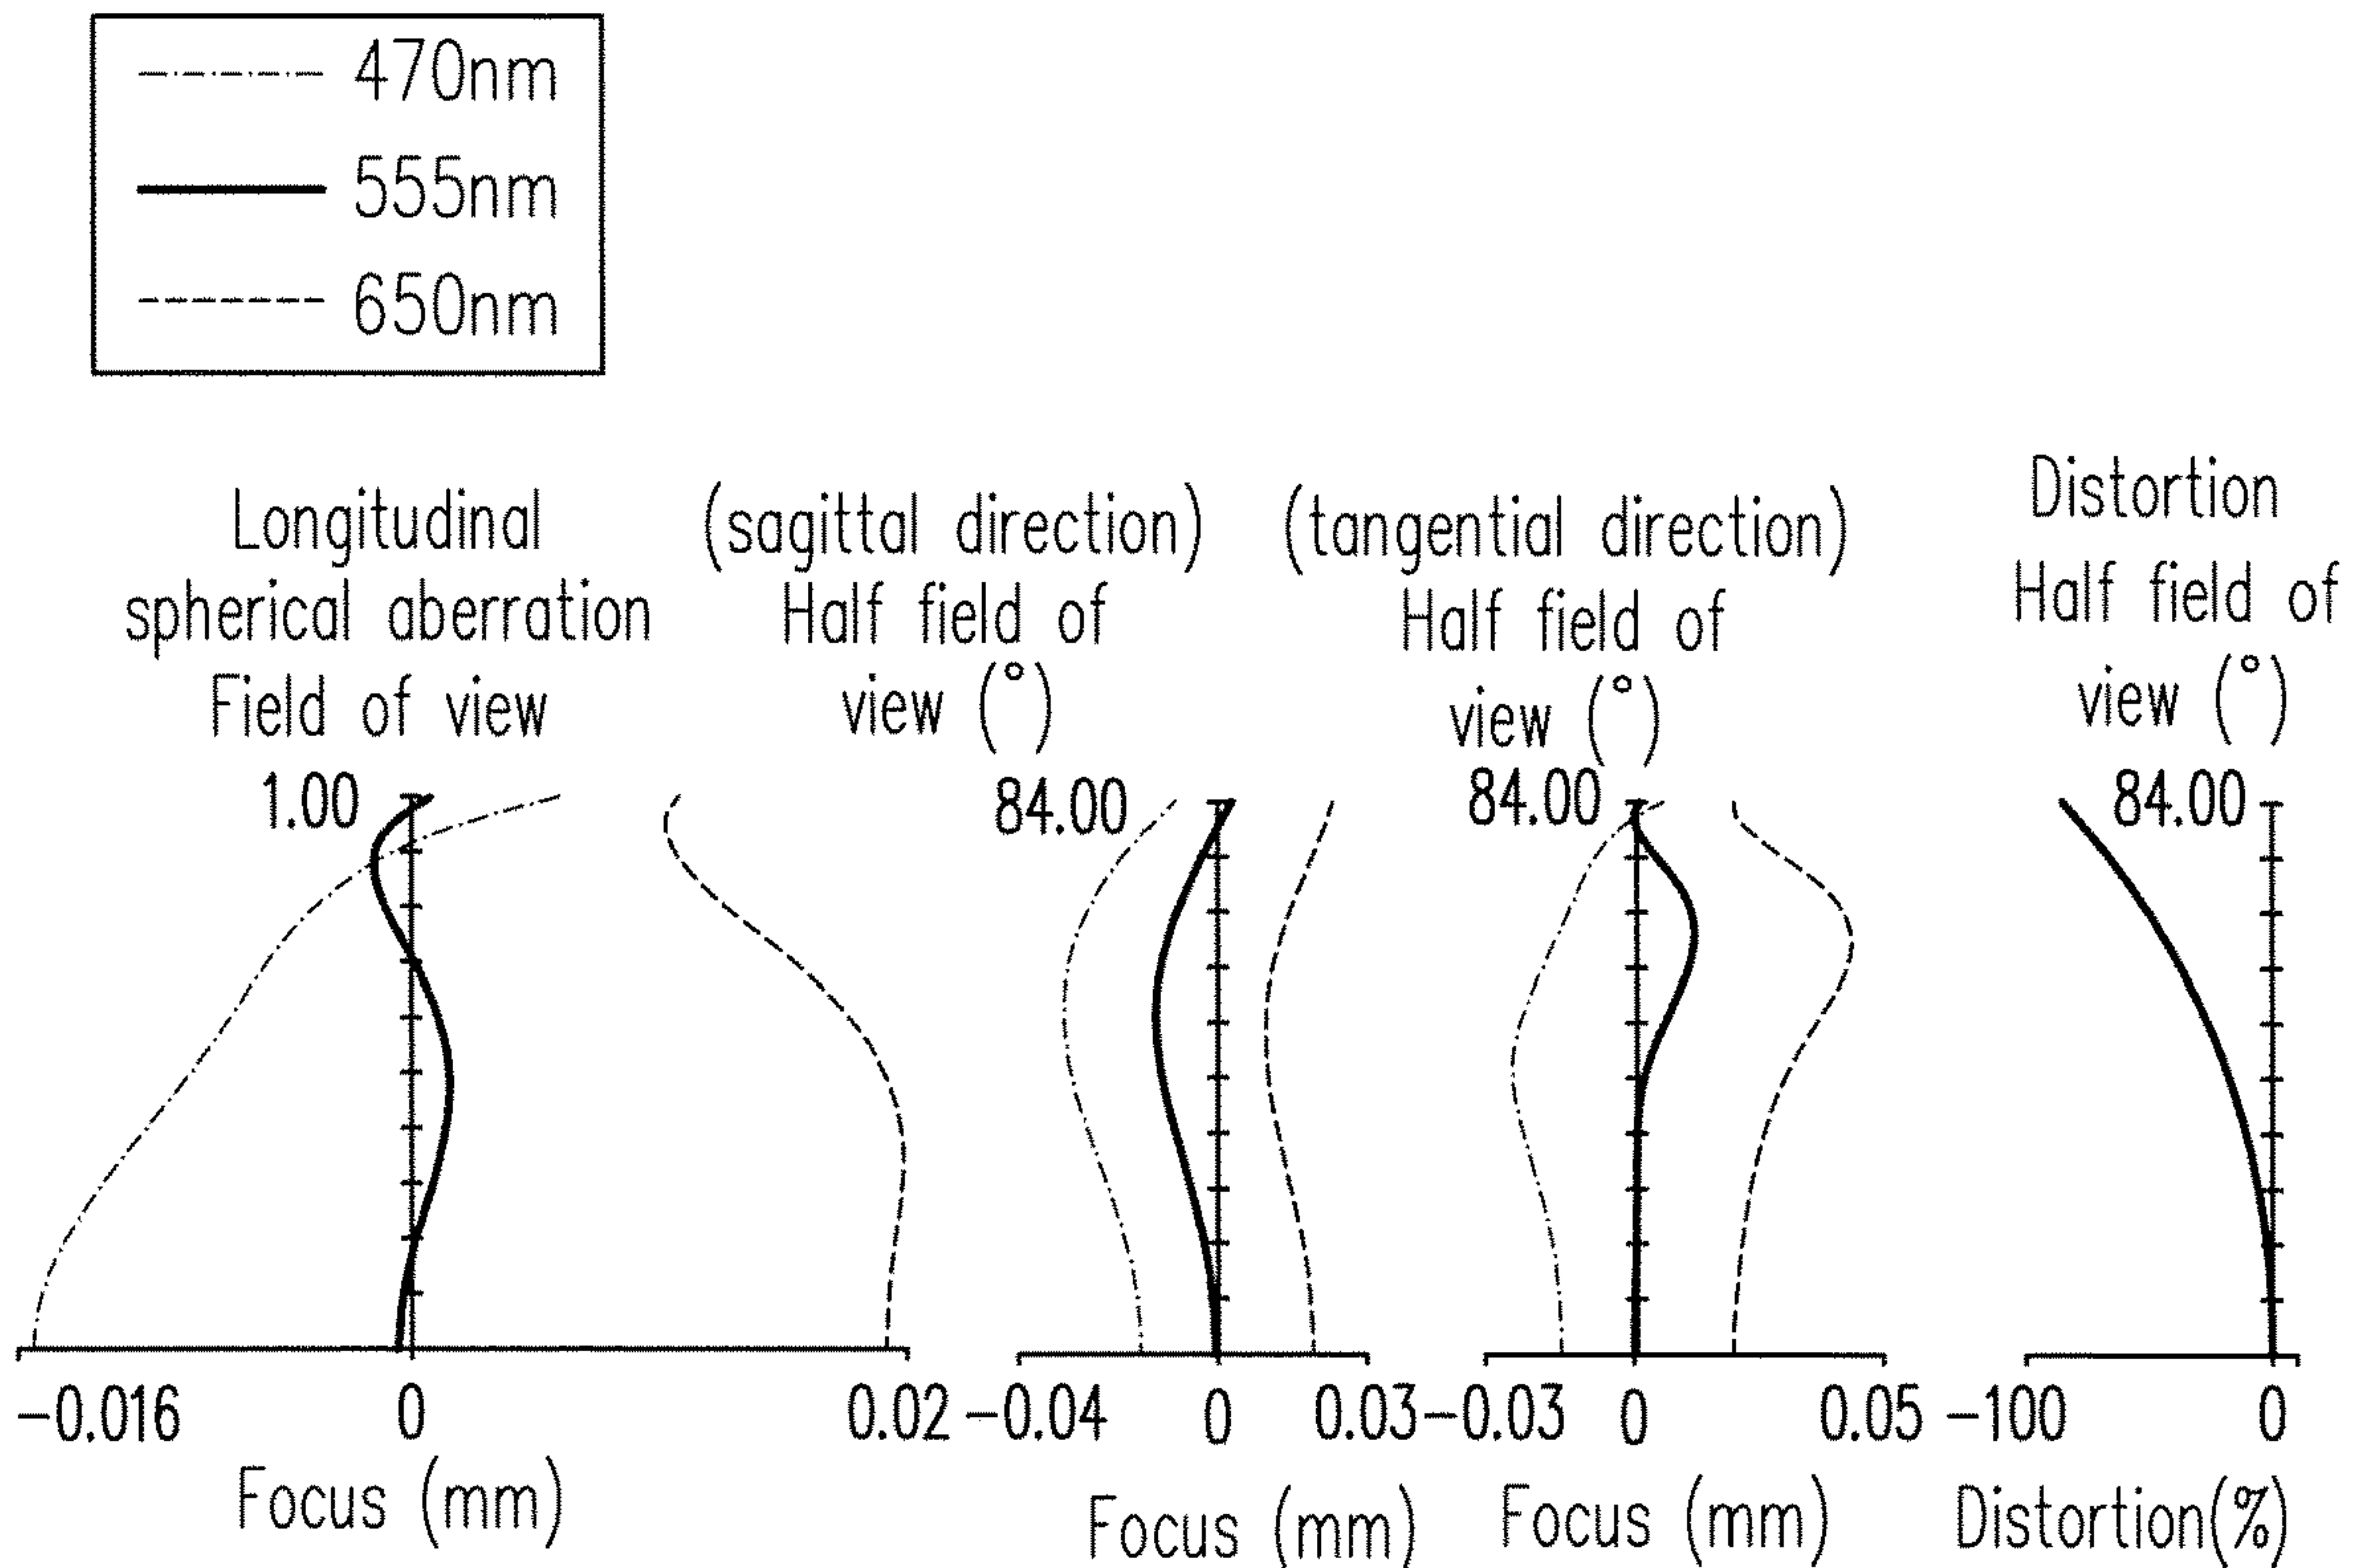 470nm
555nm
650nm
Longitudinal
spherical aberration
Field of view
1.00
-0.016
0
0.02
Focus (mm)
(sagittal direction)
Half field of
view (°)
84.00
-0.04
0
0.03
Focus (mm)
(tangential direction)
Half field of
view (°)
84.00
-0.03
0
0.05
Focus (mm)
Distortion
Half field of
view (°)
84.00
-100
0
Distortion(%)